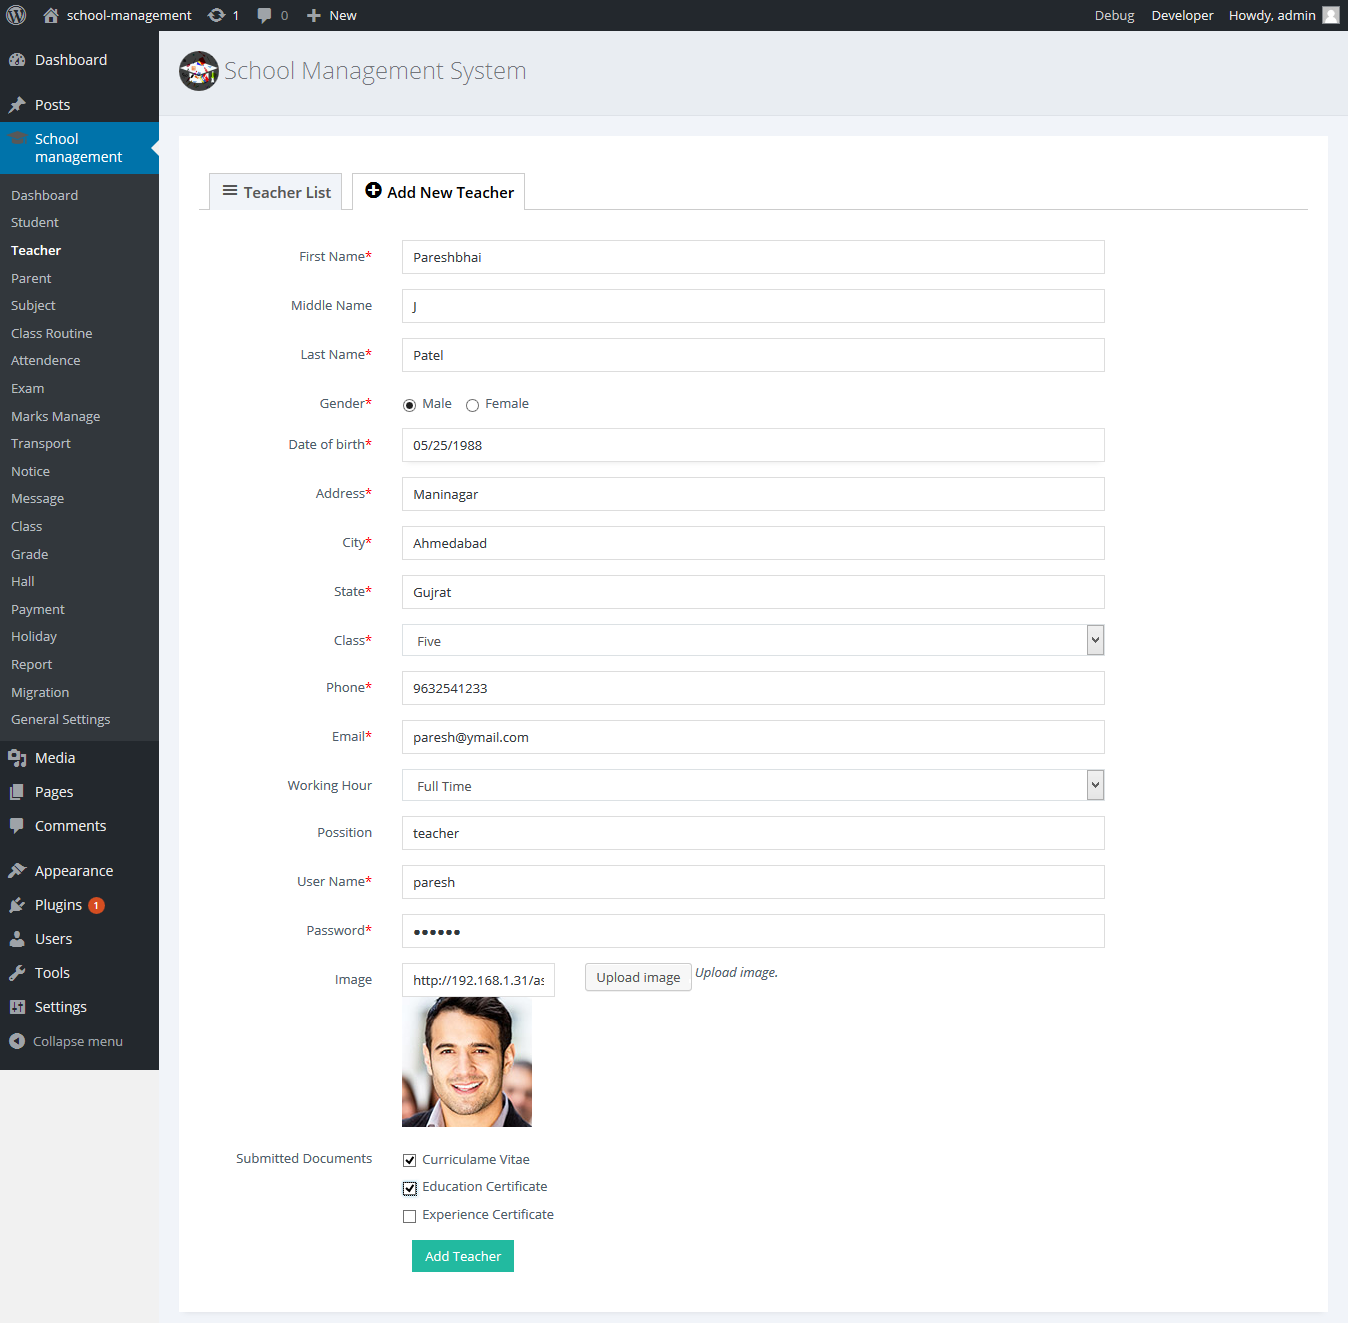 school-management 1 0 New Debug Developer Howdy, admin
Dashboard
Posts
School
management
Dashboard
Student
Teacher
Parent
Subject
Class Routine
Attendence
Exam
Marks Manage
Transport
Notice
Message
Class
Grade
Hall
Payment
Holiday
Report
Migration
General Settings
Media
Pages
Comments
Appearance
Plugins 1
Users
Tools
Settings
Collapse menu
School Management System
Teacher List Add New Teacher
First Name* Pareshbhai
Middle Name J
Last Name* Patel
Gender* Male Female
Date of birth* 05/25/1988
Address* Maninagar
City* Ahmedabad
State* Gujrat
Class* Five
Phone* 9632541233
Email* paresh@ymail.com
Working Hour Full Time
Possition teacher
User Name* paresh
Password* ••••••
Image http://192.168.1.31/as Upload image Upload image.
Submitted Documents Curriculame Vitae
Education Certificate
Experience Certificate
Add Teacher